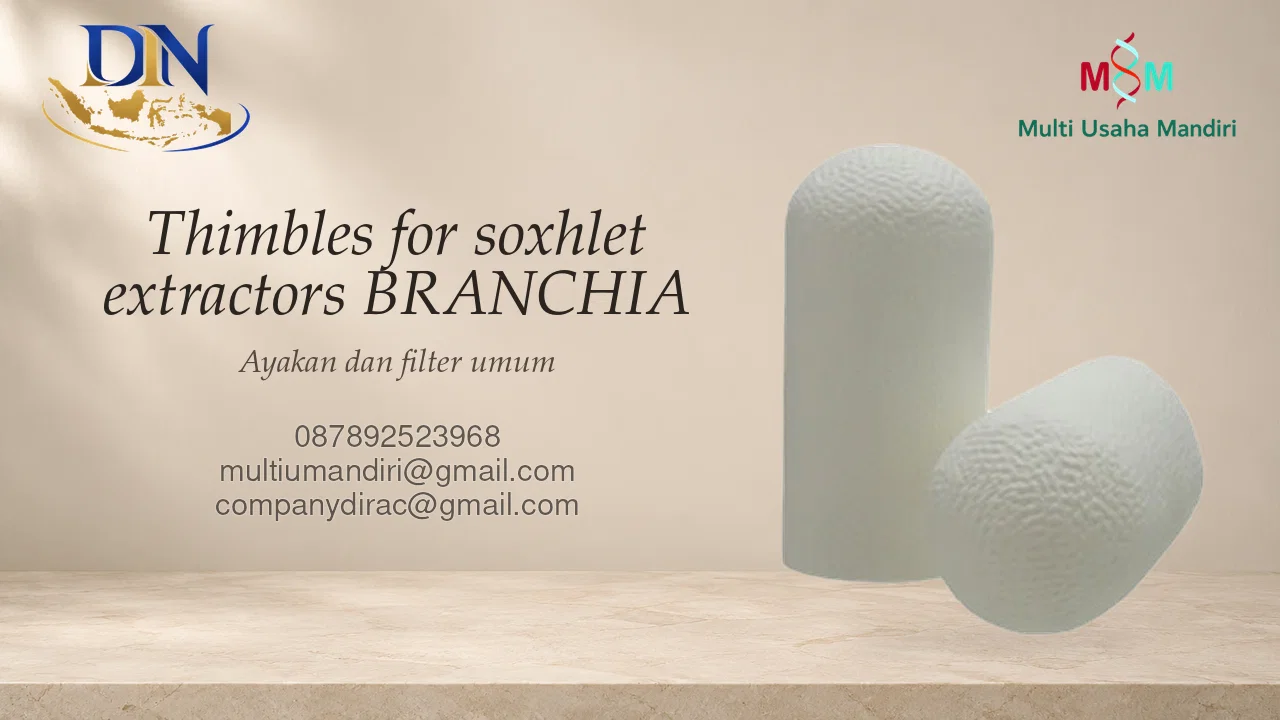 DIN
M M
Multi Usaha Mandiri
Thimbles for soxhlet
extractors BRANCHIA
Ayakan dan filter umum
087892523968
multiumandiri@gmail.com
companydirac@gmail.com